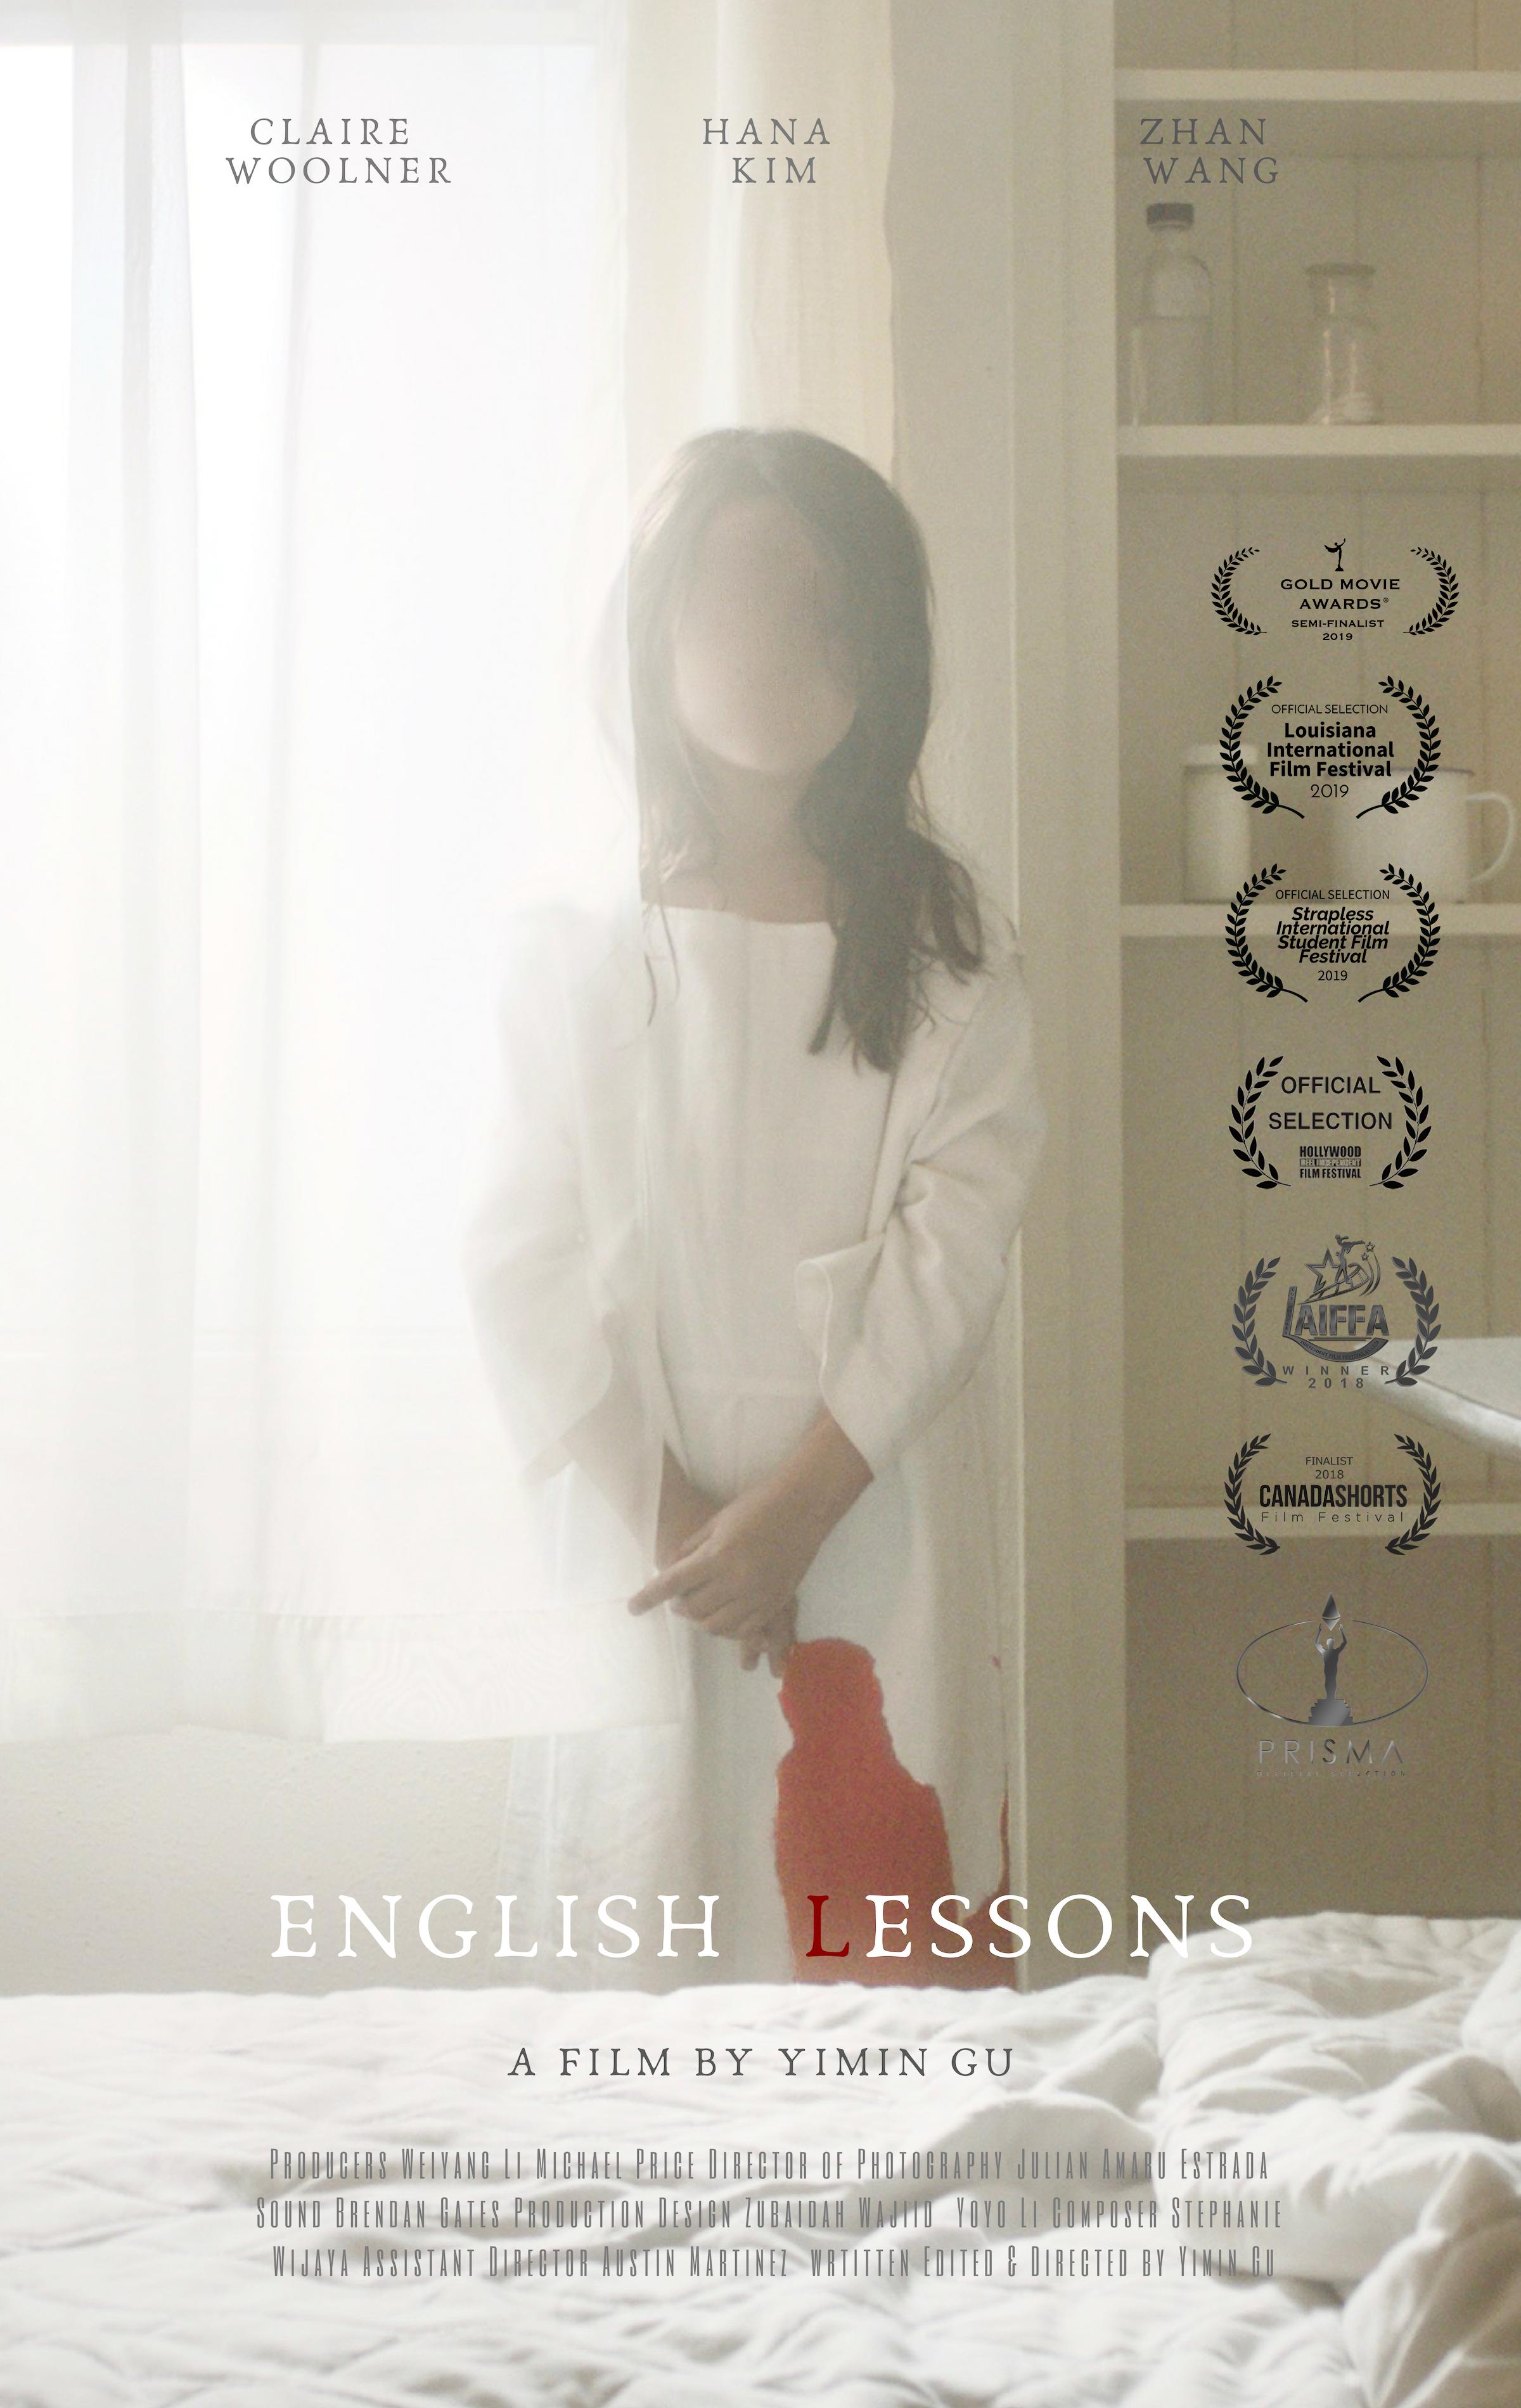 CLAIRE
WOOLNER
HANA
KIM
ZHAN
WANG
GOLD MOVIE
AWARDS®
SEMI-FINALIST
2019
OFFICIAL SELECTION
Louisiana
International
Film Festival
2019
OFFICIAL SELECTION
Strapless
International
Student Film
Festival
2019
OFFICIAL
SELECTION
HOLLYWOOD
REEL INDEPENDENT
FILM FESTIVAL
LAIFFA
WINNER
2018
FINALIST
2018
CANADASHORTS
Film Festival
PRISMA
ENGLISH LESSONS
A FILM BY YIMIN GU
PRODUCERS WEIYANG LI MICHAEL PRICE DIRECTOR OF PHOTOGRAPHY JULIAN AMARU ESTRADA
SOUND BRENDAN GATES PRODUCTION DESIGN ZUBAIDAH WAJIID YOYO LI COMPOSER STEPHANIE
WIJAYA ASSISTANT DIRECTOR AUSTIN MARTINEZ WRTITTEN EDITED & DIRECTED BY YIMIN GU